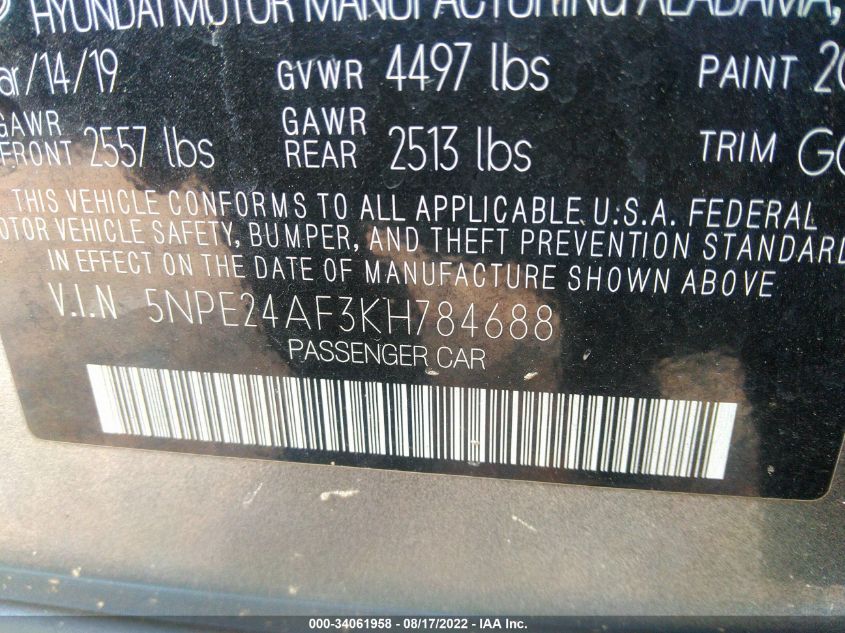 HYUNDAI MOTOR MANUFACTURING ALABAMA,
ar/14/19 GVWR 4497 lbs PAINT 20
GAWR FRONT 2557 lbs GAWR REAR 2513 lbs TRIM GC
THIS VEHICLE CONFORMS TO ALL APPLICABLE U.S.A. FEDERAL
OTOR VEHICLE SAFETY, BUMPER, AND THEFT PREVENTION STANDARD
IN EFFECT ON THE DATE OF MANUFACTURE SHOWN ABOVE
V.I.N 5NPE24AF3KH784688
PASSENGER CAR
000-34061958 - 08/17/2022 - IAA Inc.